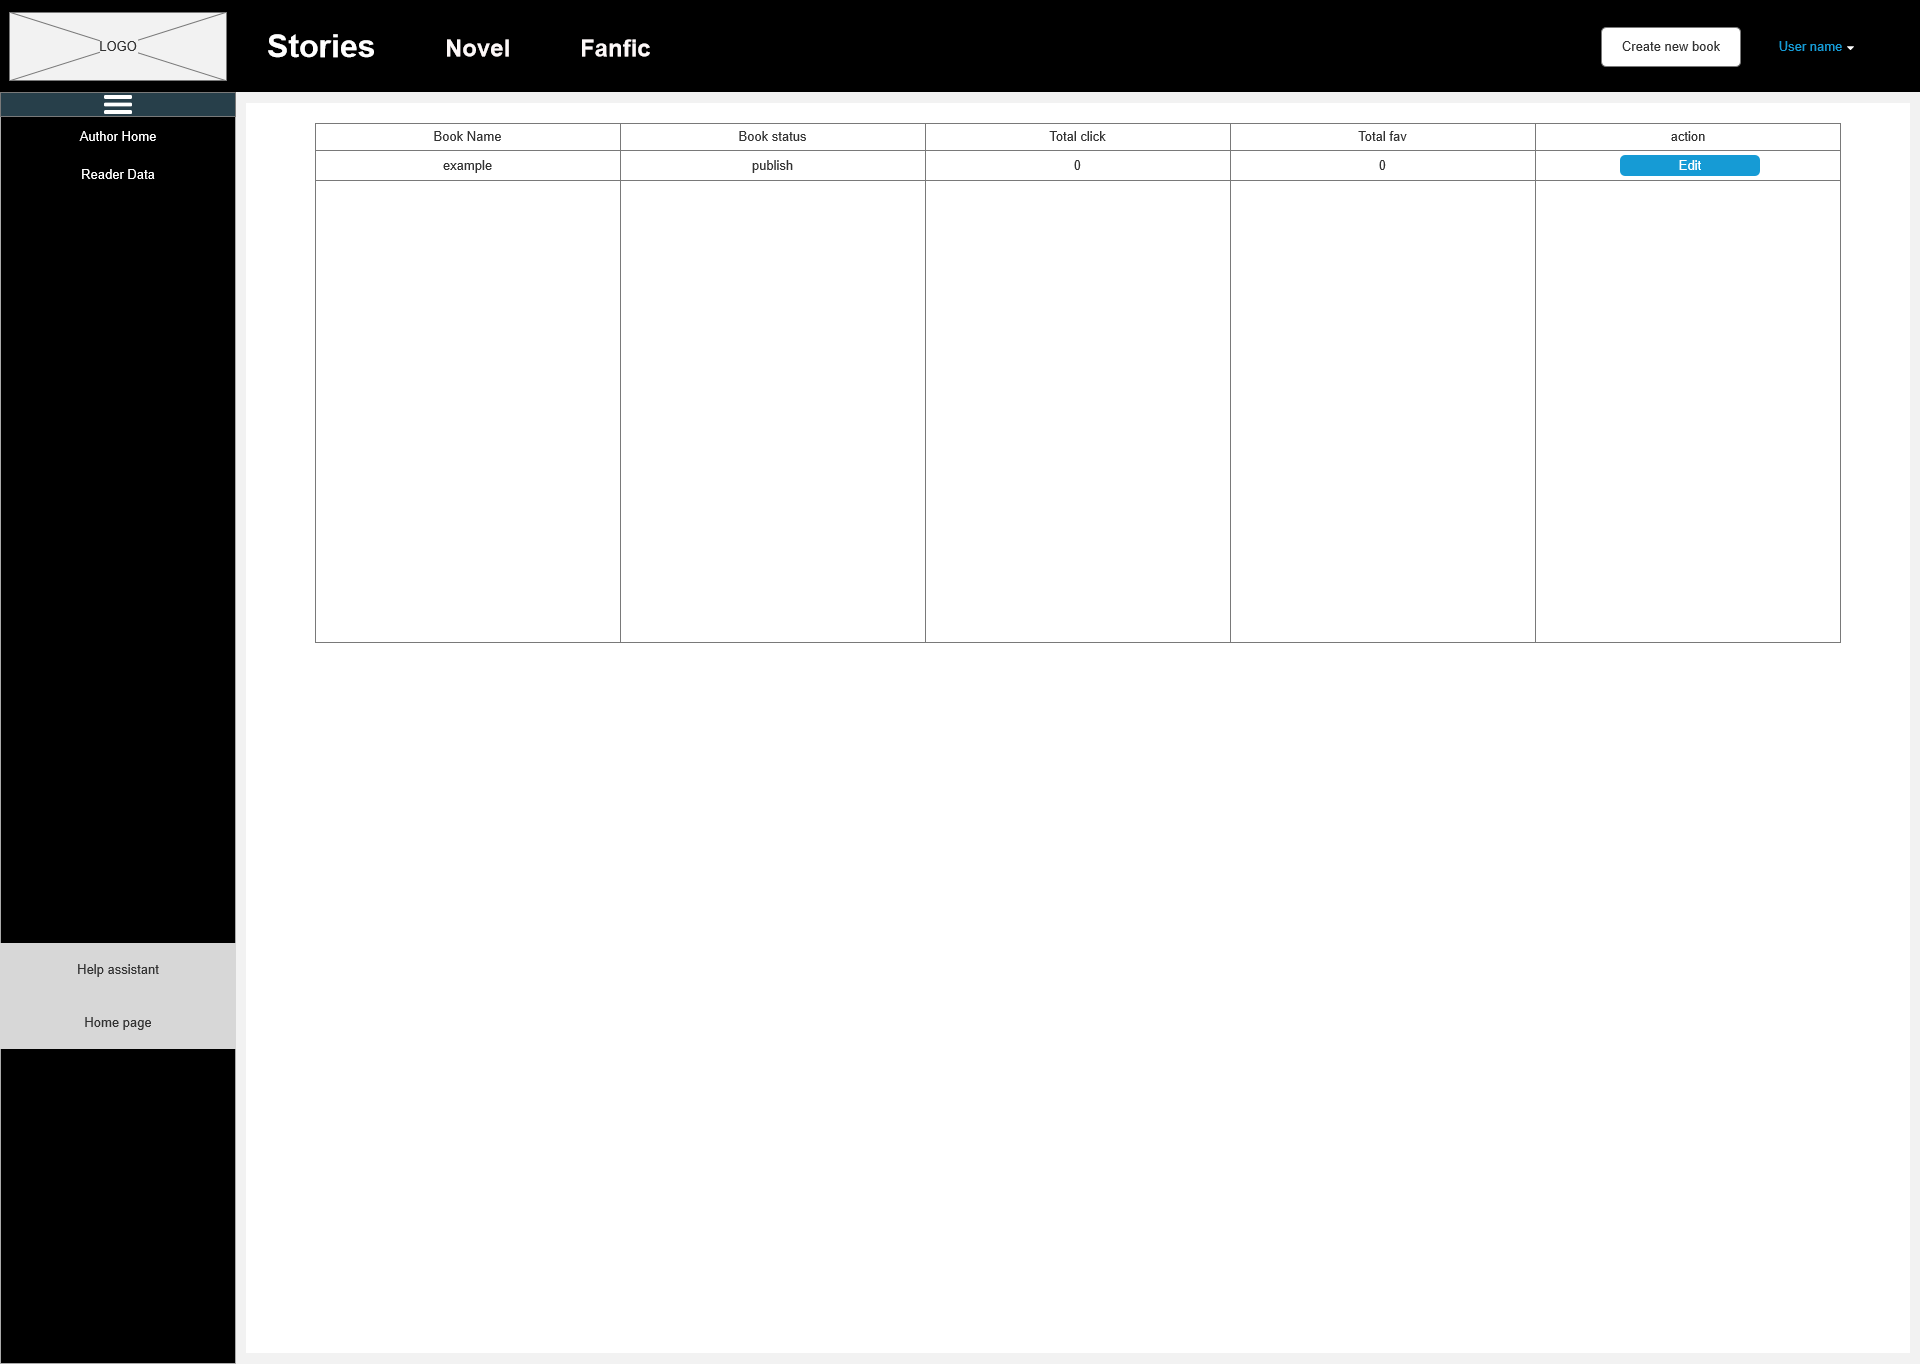 LOGO
Stories
Novel
Fanfic
Create new book
User name
Author Home
Reader Data
Book Name
Book status
Total click
Total fav
action
example
publish
0
0
Edit
Help assistant
Home page